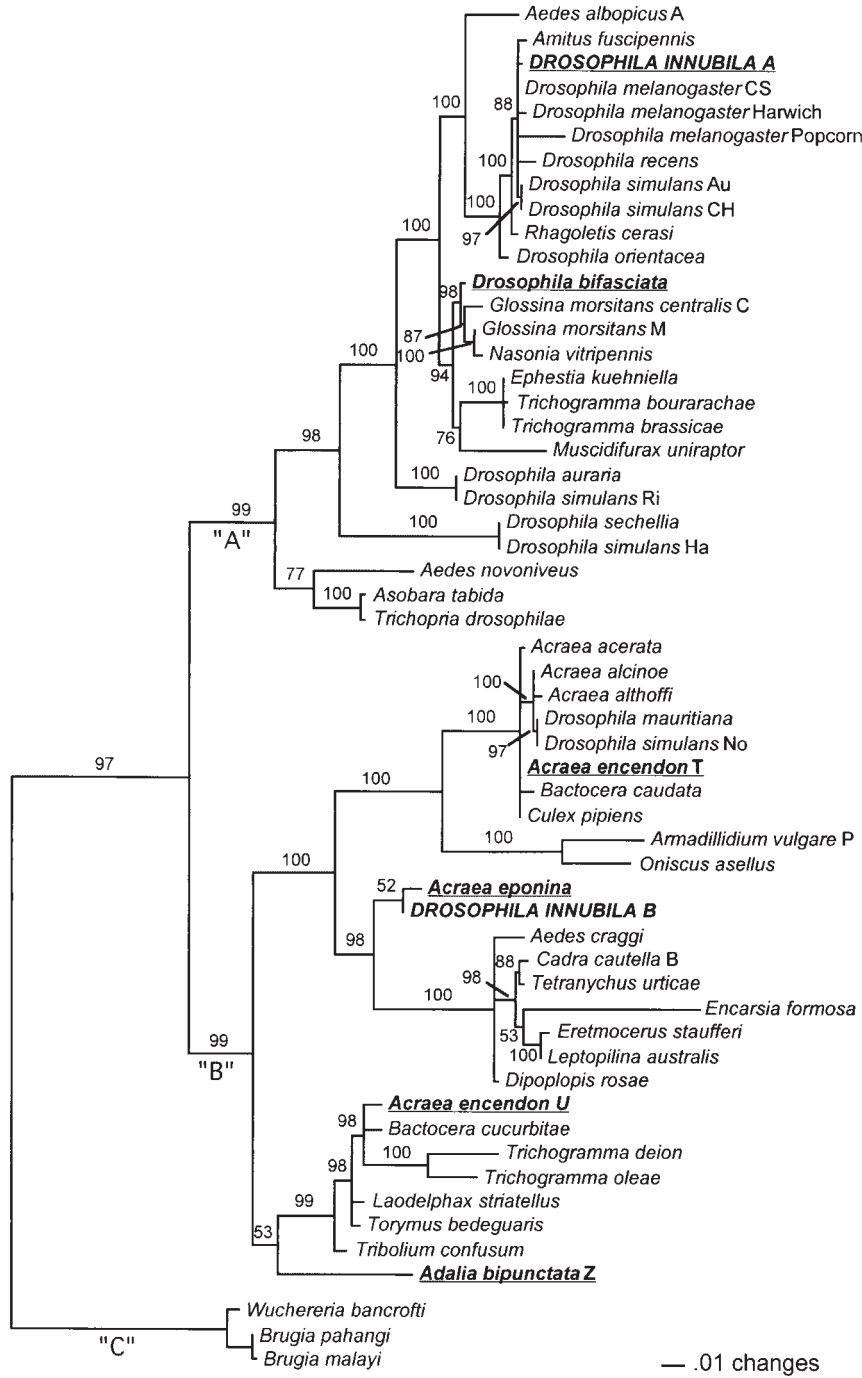 Aedes albopicus A
Amitus fuscipennis
DROSOPHILA INNUBILA A
Drosophila melanogaster CS
88
100
Drosophila melanogaster Harwich
Drosophila melanogaster Popcorn
100
Drosophila recens
Drosophila simulans Au
100
Drosophila simulans CH
100
97
Rhagoletis cerasi
Drosophila orientacea
Drosophila bifasciata
98
Glossina morsitans centralis C
87
Glossina morsitans M
100
100
Nasonia vitripennis
94
Ephestia kuehniella
100
Trichogramma bourarachae
Trichogramma brassicae
76
98
Muscidifurax uniraptor
100
Drosophila auraria
Drosophila simulans Ri
99
100
Drosophila sechellia
"A"
Drosophila simulans Ha
77
Aedes novoniveus
100
Asobara tabida
Trichopria drosophilae
Acraea acerata
Acraea alcinoe
100
Acraea althoffi
100
Drosophila mauritiana
97
Drosophila simulans No
97
Acraea encendon T
100
Bactocera caudata
Culex pipiens
100
Armadillidium vulgare P
100
Oniscus asellus
52
Acraea eponina
DROSOPHILA INNUBILA B
98
Aedes craggi
88
Cadra cautella B
98
Tetranychus urticae
100
Encarsia formosa
99
53
Eretmocerus staufferi
"B"
100
Leptopilina australis
Dipoplopis rosae
Acraea encendon U
98
Bactocera cucurbitae
100
Trichogramma deion
98
Trichogramma oleae
99
Laodelphax striatellus
Torymus bedeguaris
53
Tribolium confusum
Adalia bipunctata Z
Wuchereria bancrofti
"C"
Brugia pahangi
Brugia malayi
.01 changes